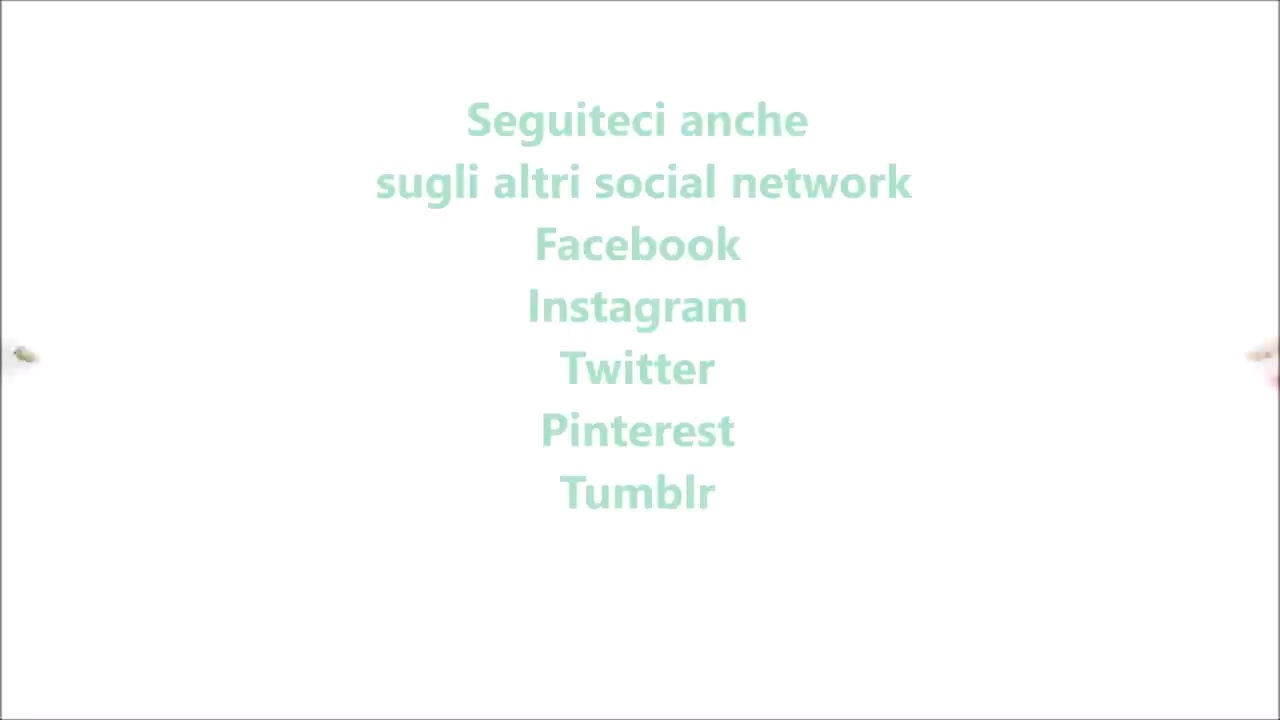 Seguiteci anche
sugli altri social network
Facebook
Instagram
Twitter
Pinterest
Tumblr